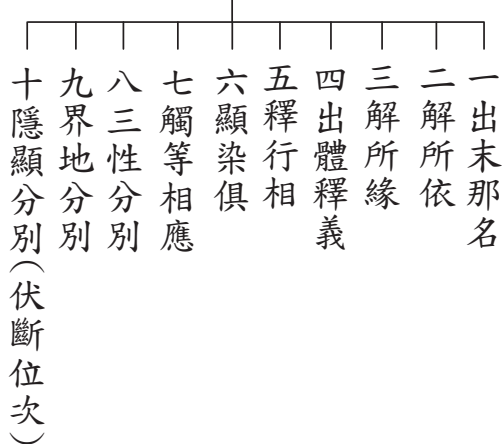 一出末那名
二解所依
三解所緣
四出體釋義
五釋行相
六顯染俱
七觸等相應
八三性分別
九界地分別
十隱顯分別（伏斷位次）